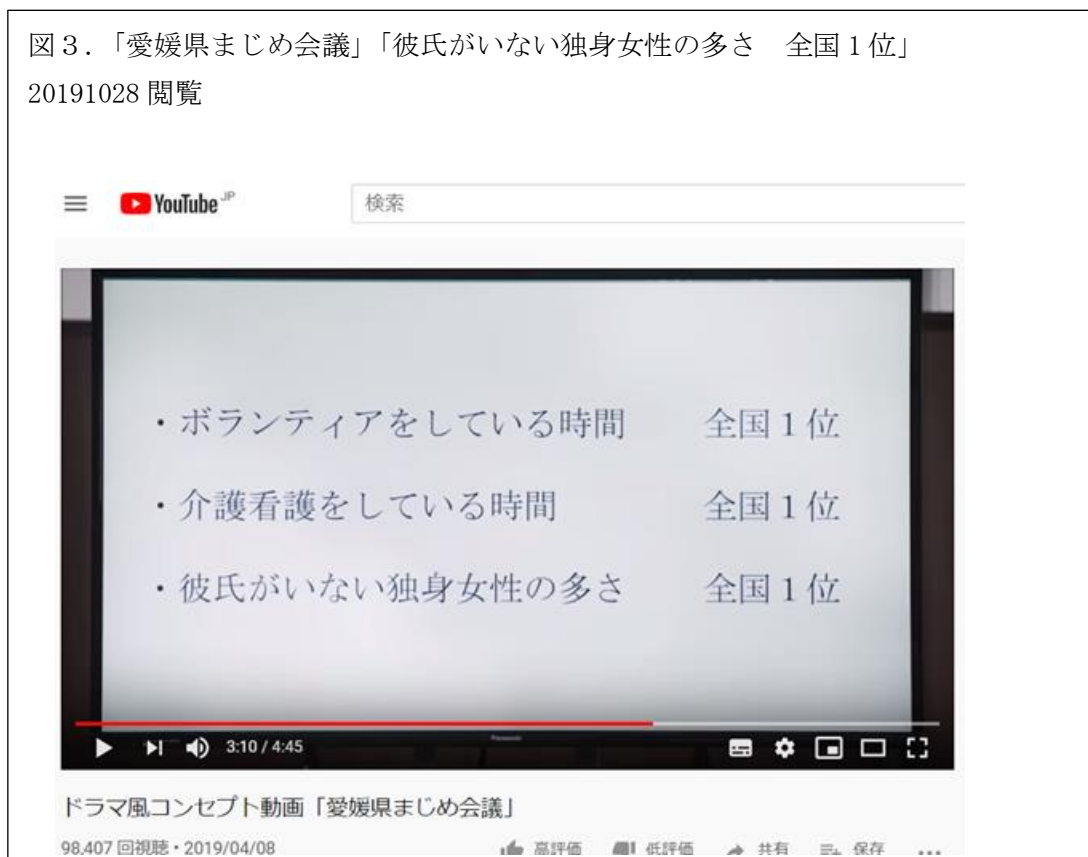 図３．「愛媛県まじめ会議」「彼氏がいない独身女性の多さ　全国１位」
20191028 閲覧
YouTube JP
検索
・ボランティアをしている時間　全国１位
・介護看護をしている時間　全国１位
・彼氏がいない独身女性の多さ　全国１位
Panasonic
3:10 / 4:45
ドラマ風コンセプト動画「愛媛県まじめ会議」
98,407 回視聴・2019/04/08 高評価 低評価 共有 保存